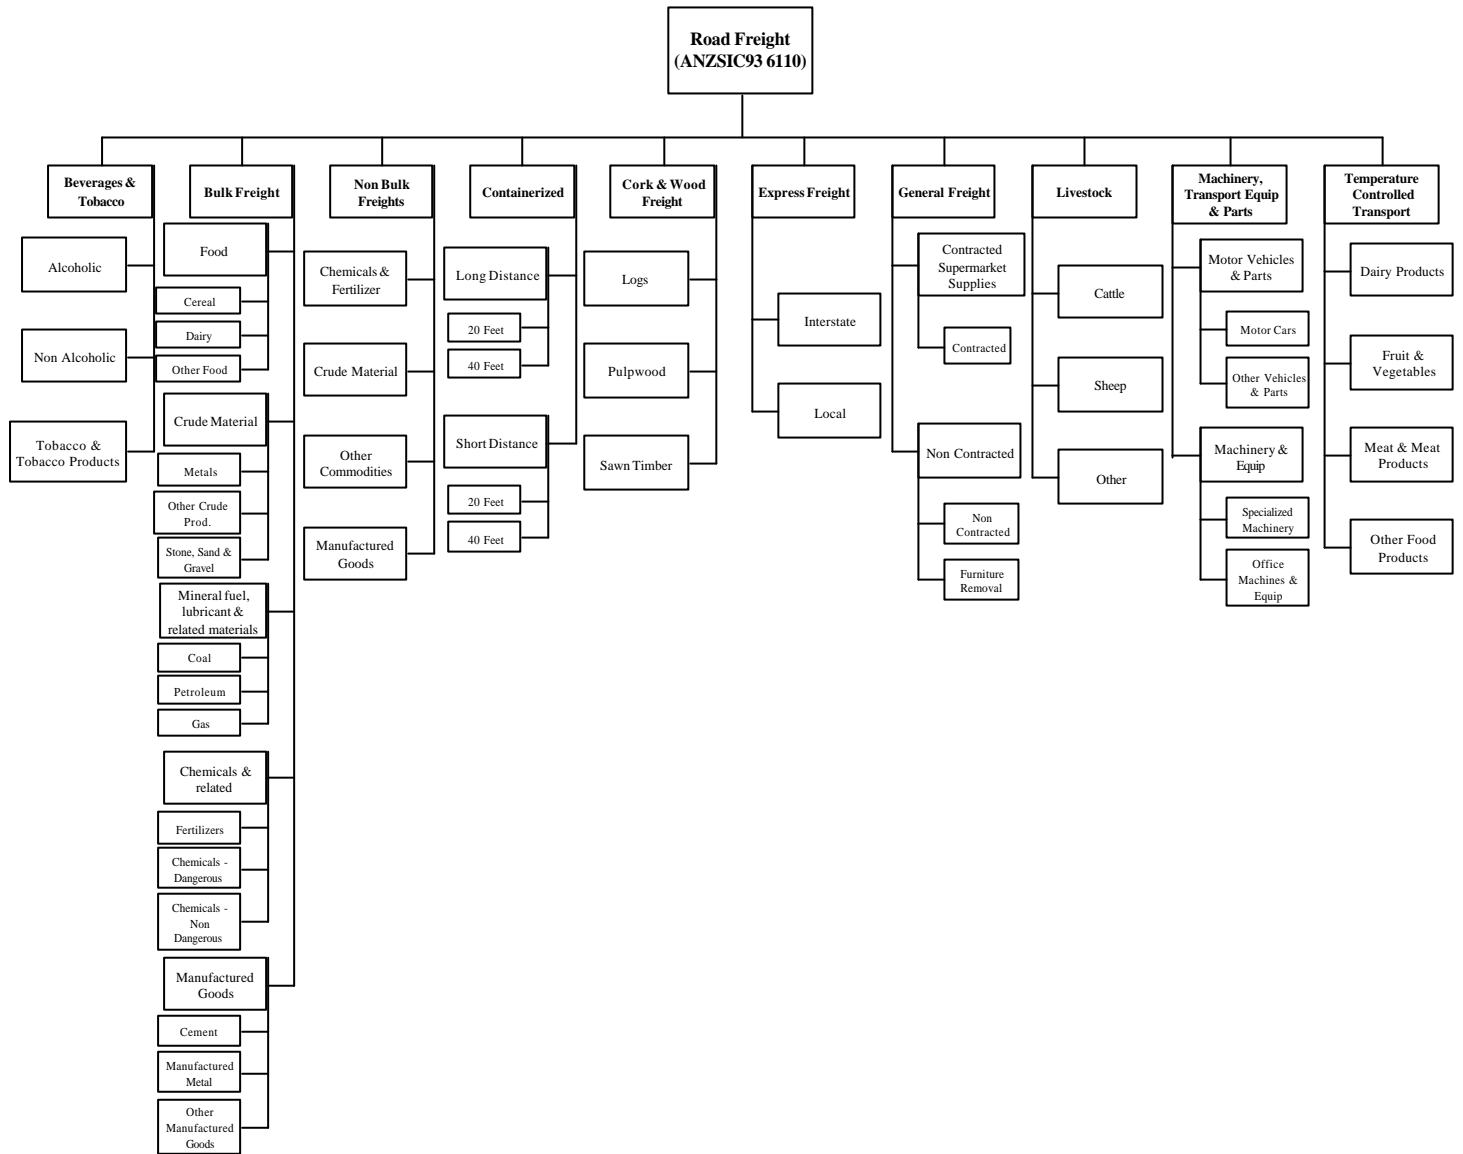 Road Freight
(ANZSIC93 6110)
Beverages &
Tobacco
Alcoholic
Non Alcoholic
Tobacco &
Tobacco Products
Bulk Freight
Food
Cereal
Dairy
Other Food
Crude Material
Metals
Other Crude
Prod.
Stone, Sand &
Gravel
Mineral fuel,
lubricant &
related materials
Coal
Petroleum
Gas
Chemicals &
related
Fertilizers
Chemicals -
Dangerous
Chemicals -
Non
Dangerous
Manufactured
Goods
Cement
Manufactured
Metal
Other
Manufactured
Goods
Non Bulk
Freights
Chemicals &
Fertilizer
Crude Material
Other
Commodities
Manufactured
Goods
Containerized
Long Distance
20 Feet
40 Feet
Short Distance
20 Feet
40 Feet
Cork & Wood
Freight
Logs
Pulpwood
Sawn Timber
Express Freight
Interstate
Local
General Freight
Contracted
Supermarket
Supplies
Contracted
Non Contracted
Non
Contracted
Furniture
Removal
Livestock
Cattle
Sheep
Other
Machinery,
Transport Equip
& Parts
Motor Vehicles
& Parts
Motor Cars
Other Vehicles
& Parts
Machinery &
Equip
Specialized
Machinery
Office
Machines &
Equip
Temperature
Controlled
Transport
Dairy Products
Fruit &
Vegetables
Meat & Meat
Products
Other Food
Products